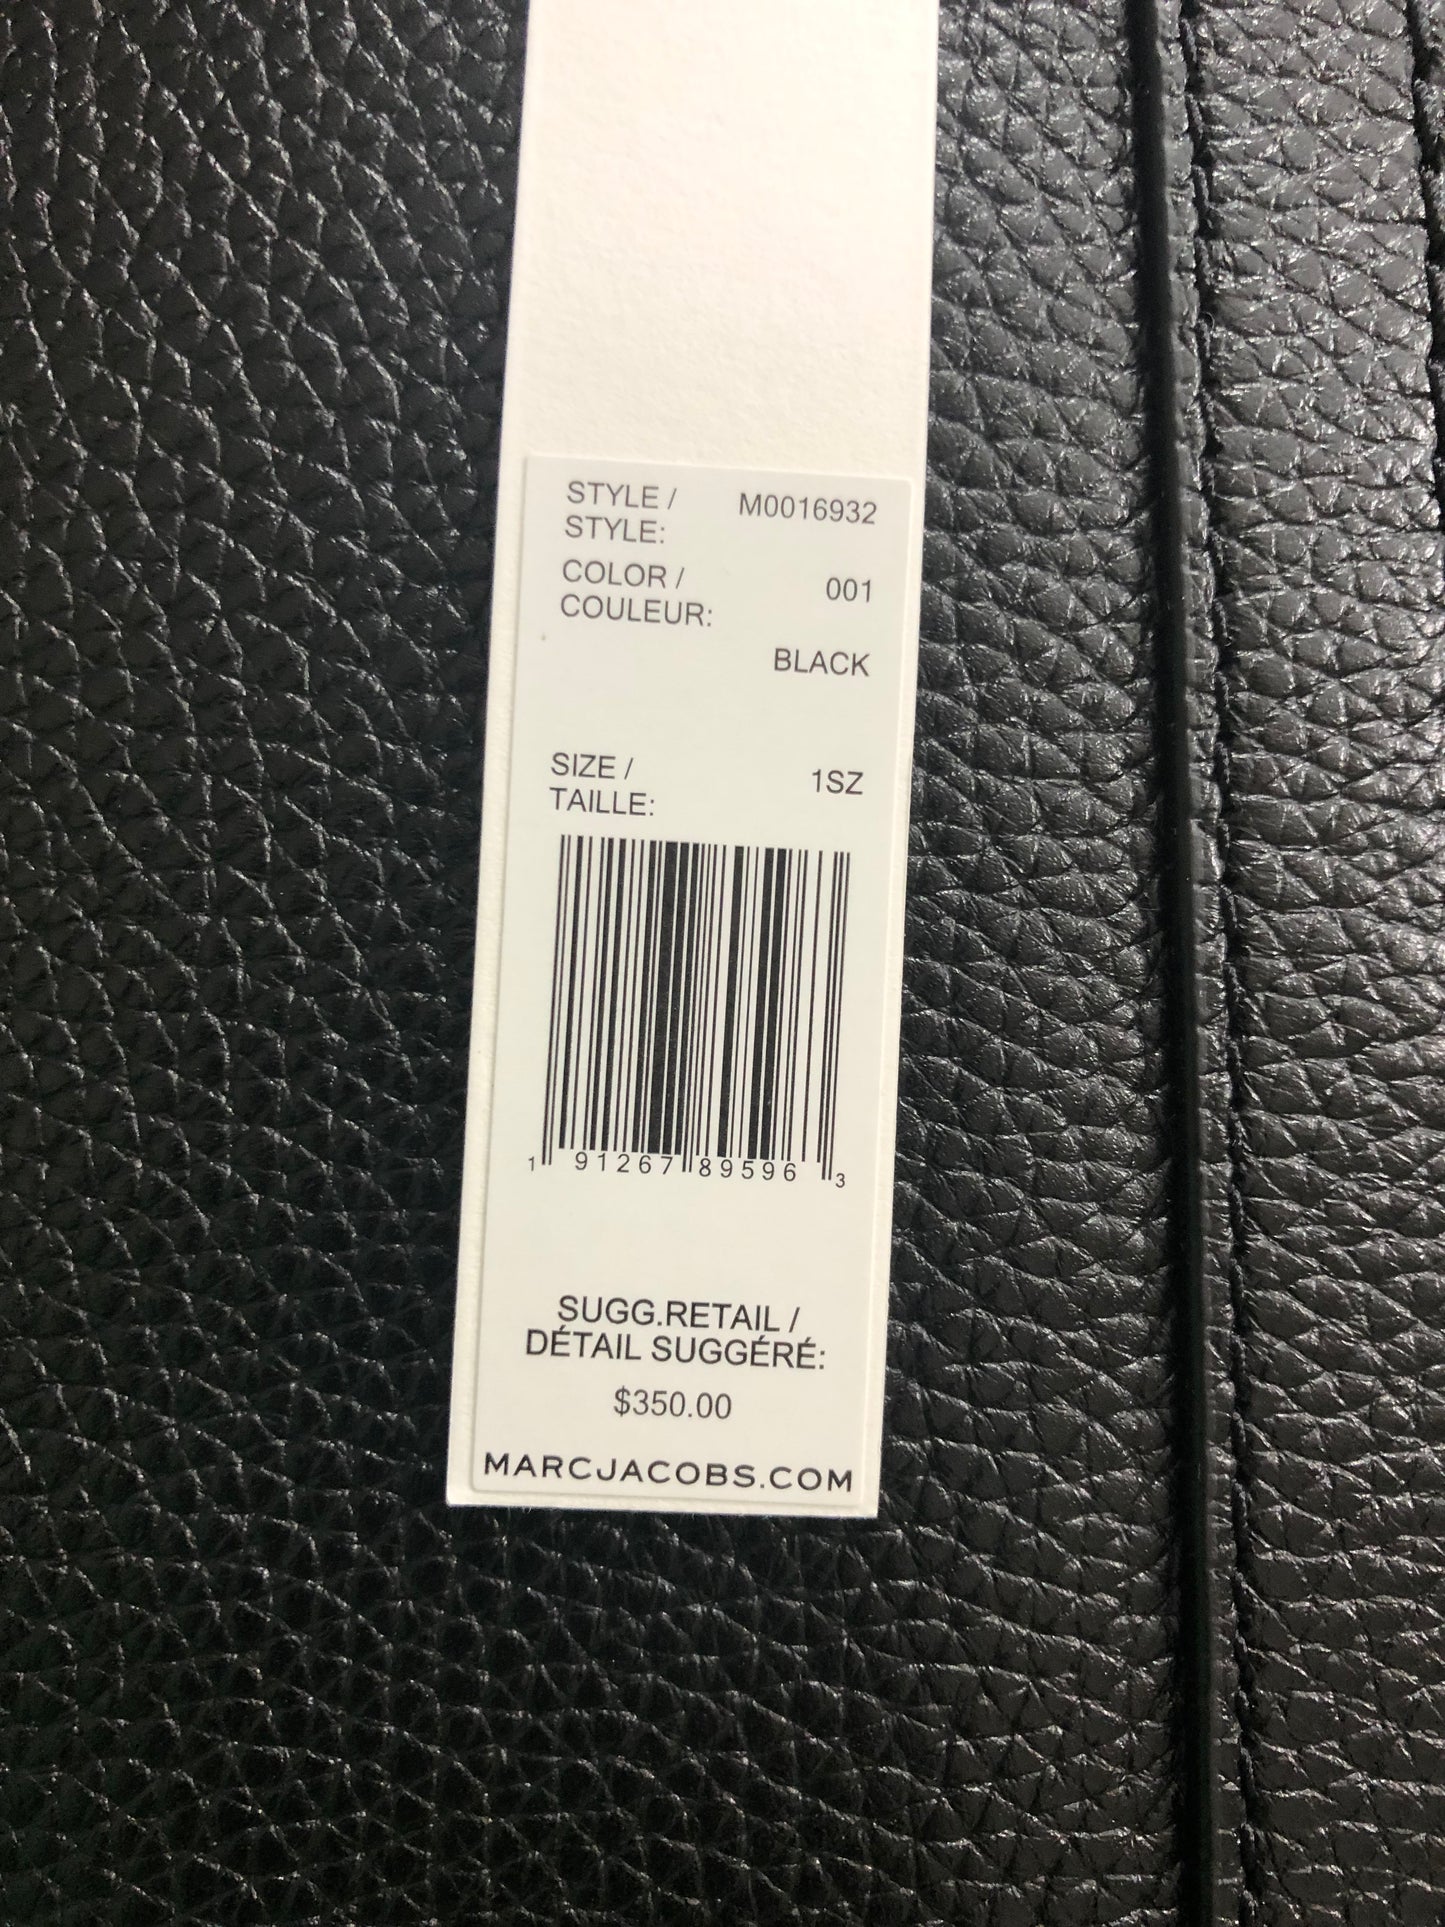 STYLE / M0016932
STYLE:
COLOR / 001
COULEUR:
BLACK
SIZE / 1SZ
TAILLE:
1 91267 89596 3
SUGG.RETAIL /
DÉTAIL SUGGÉRÉ:
$350.00
MARCJACOBS.COM